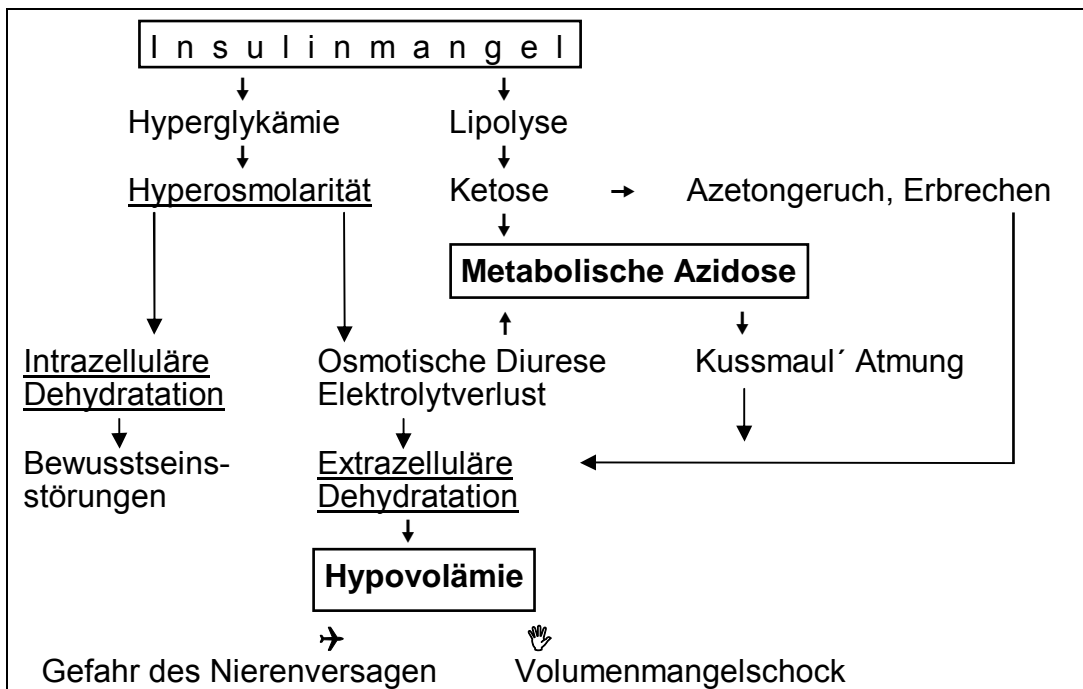 I n s u l i n m a n g e l
Hyperglykämie Lipolyse
Hyperosmolarität Ketose Azetongeruch, Erbrechen
Metabolische Azidose
Intrazelluläre Osmotische Diurese Kussmaul´ Atmung
Dehydratation Elektrolytverlust
Bewusstseins- Extrazelluläre
störungen Dehydratation
Hypovolämie
Gefahr des Nierenversagen Volumenmangelschock